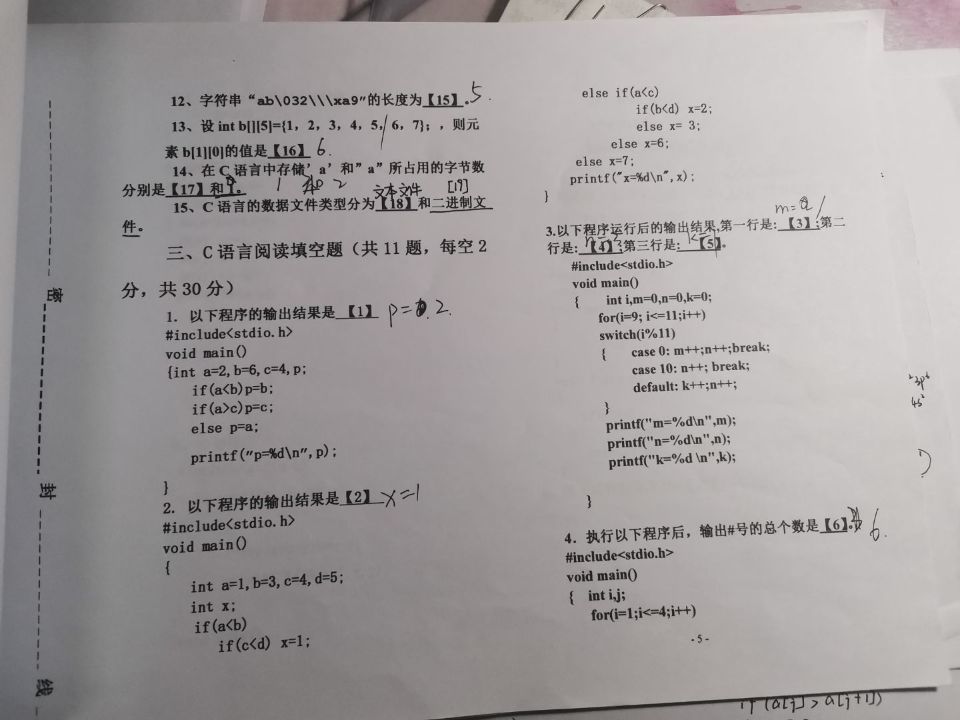 12、字符串“ab\032\\\xa9”的长度为【15】。5
13、设 int b[][5]={1，2，3，4，5，6，7}；，则元
素 b[1][0]的值是【16】 6.
14、在 C 语言中存储’a’和”a”所占用的字节数
分别是【17】和 。 1 和 2
文本文件 [17]
15、C 语言的数据文件类型分为【18】和二进制文
件。
三、C 语言阅读填空题（共 11 题，每空 2
分，共 30 分）
1. 以下程序的输出结果是 【1】 p= 2.
#include<stdio.h>
void main()
{int a=2,b=6,c=4,p;
if(a<b)p=b;
if(a>c)p=c;
else p=a;
printf("p=%d\n",p);
}
2. 以下程序的输出结果是【2】 x=1
#include<stdio.h>
void main()
{
int a=1,b=3,c=4,d=5;
int x;
if(a<b)
if(c<d) x=1;
else if(a<c)
if(b<d) x=2;
else x= 3;
else x=6;
else x=7;
printf("x=%d\n",x);
}
m= 1
3.以下程序运行后的输出结果,第一行是: 【3】;第二
行是:【4】;第三行是: 【5】。
#include<stdio.h>
void main()
{ int i,m=0,n=0,k=0;
for(i=9; i<=11;i++)
switch(i%11)
{ case 0: m++;n++;break;
case 10: n++; break;
default: k++;n++;
}
printf("m=%d\n",m);
printf("n=%d\n",n);
printf("k=%d \n",k);
}
4. 执行以下程序后，输出#号的总个数是【6】。 6.
#include<stdio.h>
void main()
{ int i,j;
for(i=1;i<=4;i++)
- 5 -
密
封
线
3p6
4s2
if (a[j]>a[j+1])